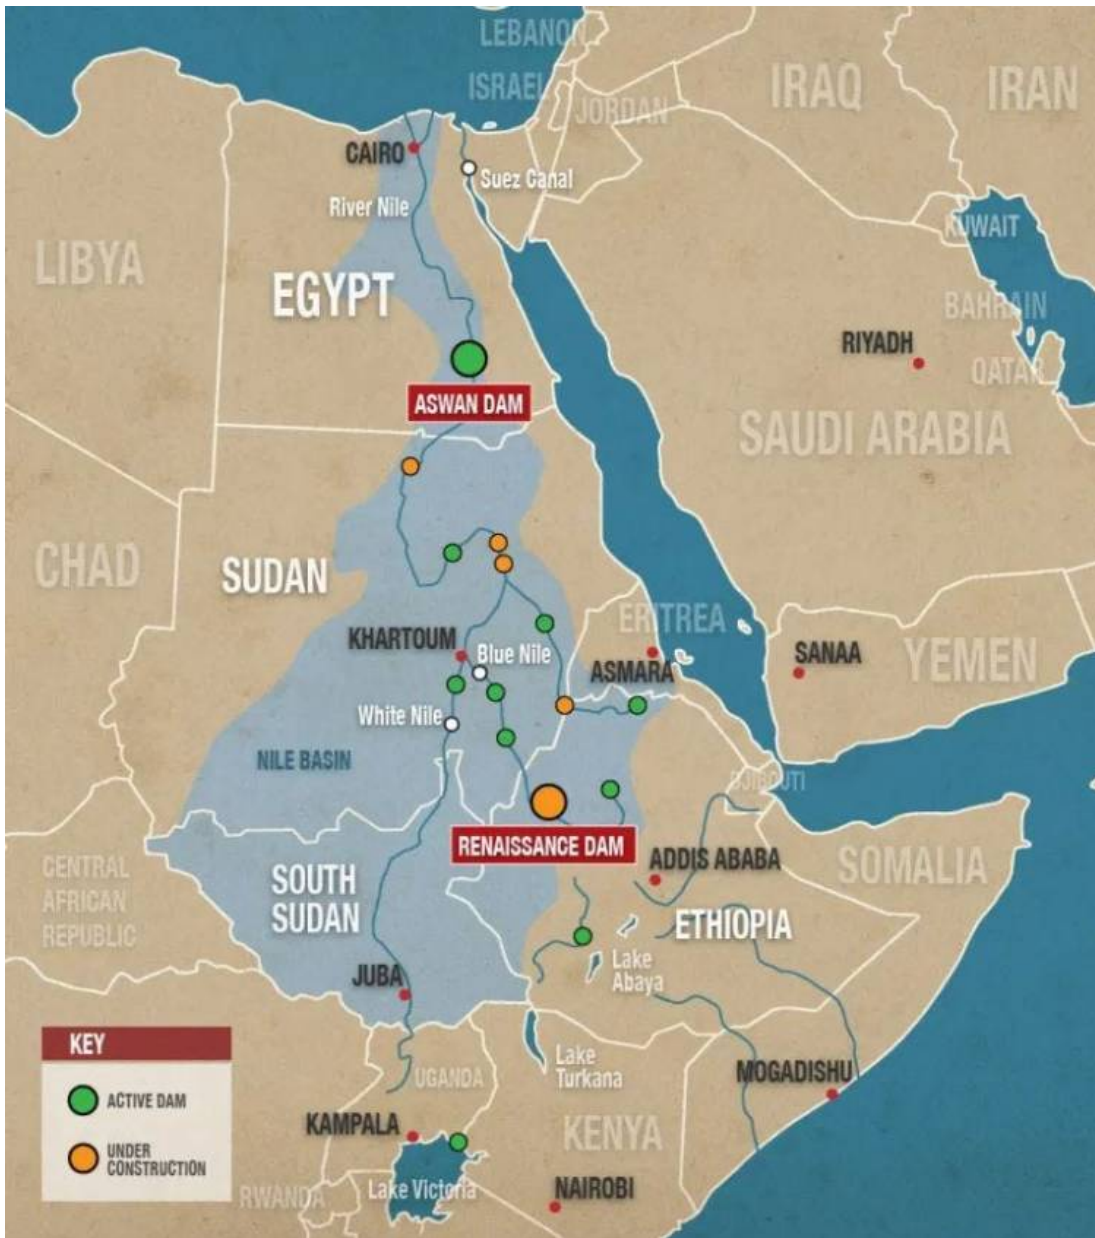 LEBANON
ISRAEL
JORDAN
IRAQ
IRAN
CAIRO
Suez Canal
River Nile
KUWAIT
LIBYA
EGYPT
BAHRAIN
RIYADH
QATAR
ASWAN DAM
SAUDI ARABIA
CHAD
SUDAN
ERITREA
KHARTOUM
Blue Nile
ASMARA
SANAA
YEMEN
White Nile
NILE BASIN
DJIBOUTI
RENAISSANCE DAM
ADDIS ABABA
SOMALIA
CENTRAL
AFRICAN
REPUBLIC
SOUTH
SUDAN
ETHIOPIA
Lake
Abaya
JUBA
KEY
ACTIVE DAM
UNDER
CONSTRUCTION
Lake
Turkana
UGANDA
MOGADISHU
KAMPALA
KENYA
RWANDA
Lake Victoria
NAIROBI